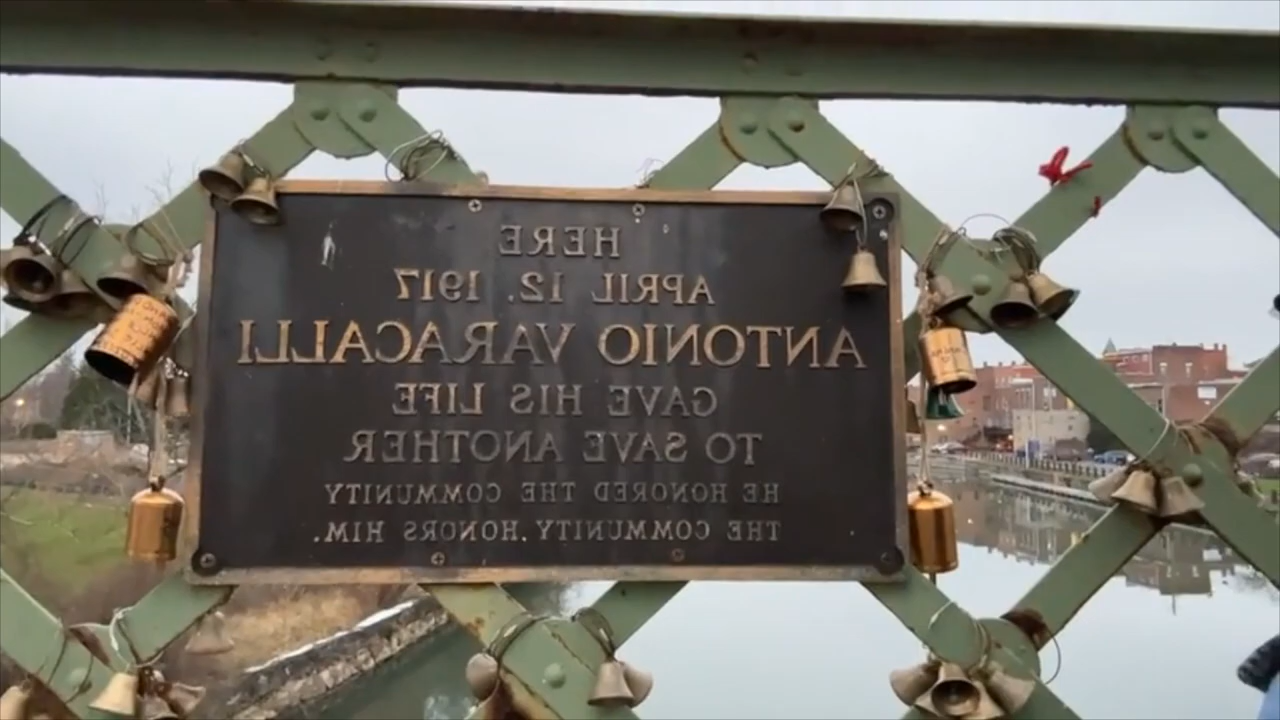 HERE
APRIL 12, 1917
ANTONIO VARACALLI
GAVE HIS LIFE
TO SAVE ANOTHER
HE HONORED THE COMMUNITY
THE COMMUNITY.HONORS HIM.